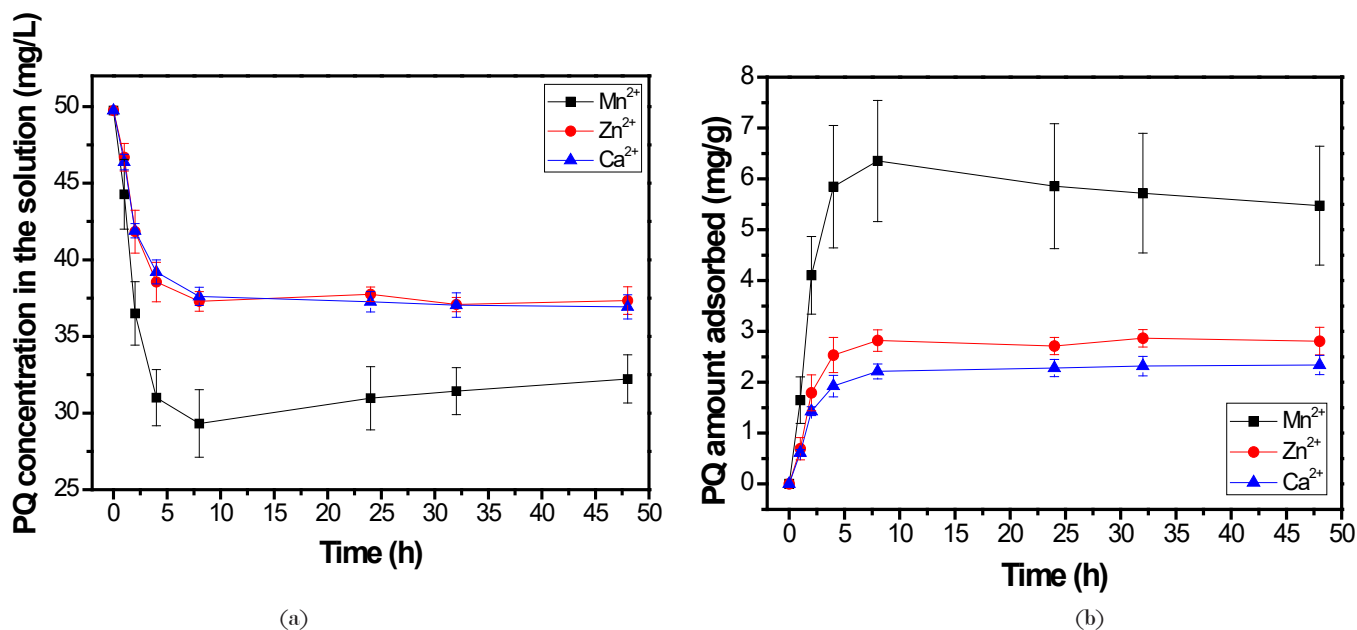 PQ concentration in the solution (mg/L)
50
45
40
35
30
25
Mn²⁺
Zn²⁺
Ca²⁺
0 5 10 15 20 25 30 35 40 45 50
Time (h)
(a)
PQ amount adsorbed (mg/g)
8
7
6
5
4
3
2
1
0
Mn²⁺
Zn²⁺
Ca²⁺
0 5 10 15 20 25 30 35 40 45 50
Time (h)
(b)